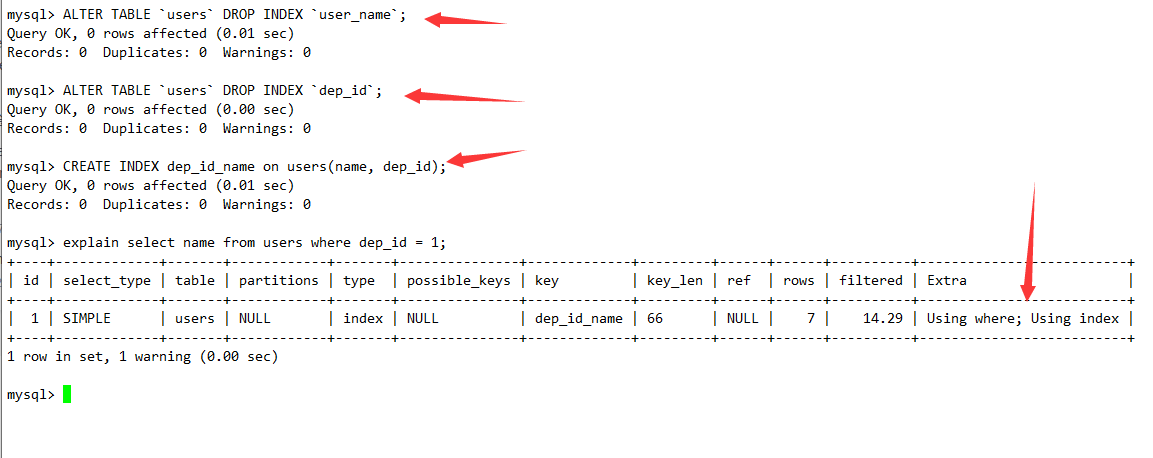 mysql> ALTER TABLE `users` DROP INDEX `user_name`;
Query OK, 0 rows affected (0.01 sec)
Records: 0  Duplicates: 0  Warnings: 0
mysql> ALTER TABLE `users` DROP INDEX `dep_id`;
Query OK, 0 rows affected (0.00 sec)
Records: 0  Duplicates: 0  Warnings: 0
mysql> CREATE INDEX dep_id_name on users(name, dep_id);
Query OK, 0 rows affected (0.01 sec)
Records: 0  Duplicates: 0  Warnings: 0
mysql> explain select name from users where dep_id = 1;
+----+-------------+-------+------------+-------+---------------+-------------+---------+------+------+----------+--------------------------+
| id | select_type | table | partitions | type  | possible_keys | key         | key_len | ref  | rows | filtered | Extra                    |
+----+-------------+-------+------------+-------+---------------+-------------+---------+------+------+----------+--------------------------+
|  1 | SIMPLE      | users | NULL       | index | NULL          | dep_id_name | 66      | NULL |    7 |    14.29 | Using where; Using index |
+----+-------------+-------+------------+-------+---------------+-------------+---------+------+------+----------+--------------------------+
1 row in set, 1 warning (0.00 sec)
mysql>